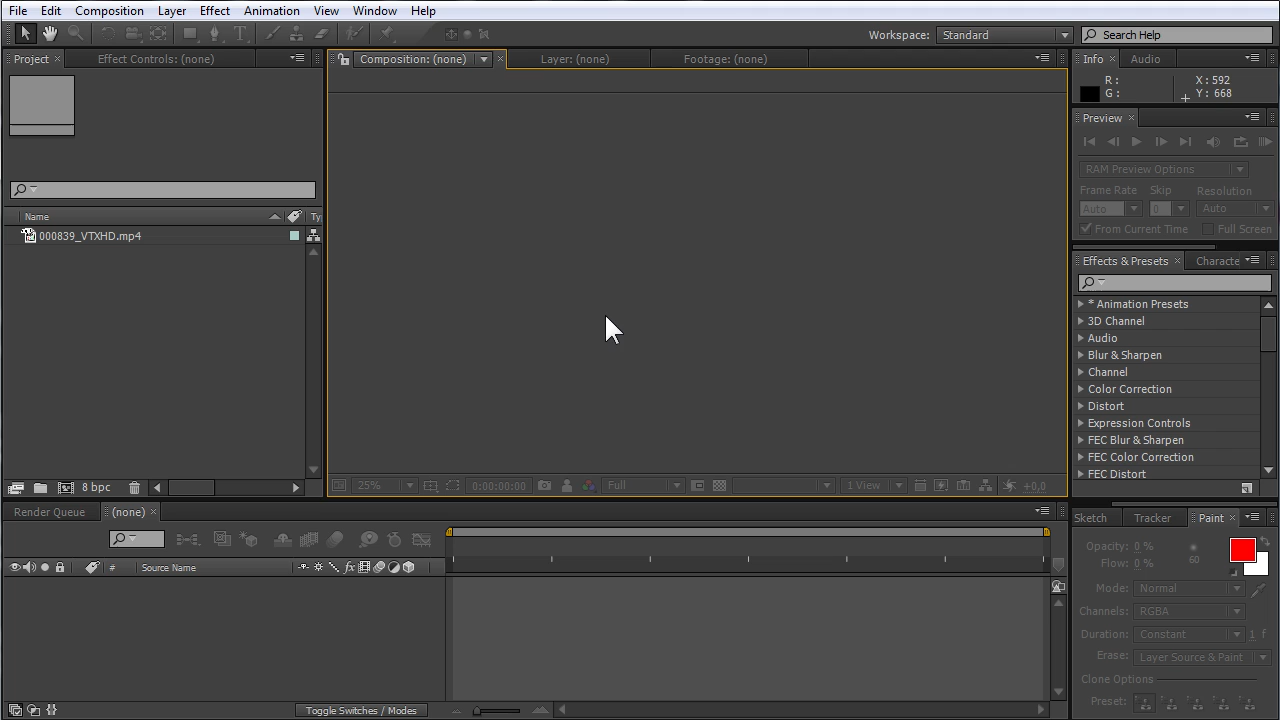 File Edit Composition Layer Effect Animation View Window Help
Workspace: Standard Search Help
Project Effect Controls: (none) Composition: (none) Layer: (none) Footage: (none) Info Audio
R: X: 592
G: Y: 668
Preview
RAM Preview Options
Frame Rate Skip Resolution
Auto 0 Auto
From Current Time Full Screen
Name Ty
000839_VTXHD.mp4
Effects & Presets Characte
* Animation Presets
3D Channel
Audio
Blur & Sharpen
Channel
Color Correction
Distort
Expression Controls
FEC Blur & Sharpen
FEC Color Correction
FEC Distort
8 bpc 25% 0:00:00:00 Full 1 View +0,0
Render Queue (none) Sketch Tracker Paint
# Source Name
Opacity: 0 %
Flow: 0 % 60
Mode: Normal
Channels: RGBA
Duration: Constant 1 f
Erase: Layer Source & Paint
Clone Options
Preset:
Toggle Switches / Modes